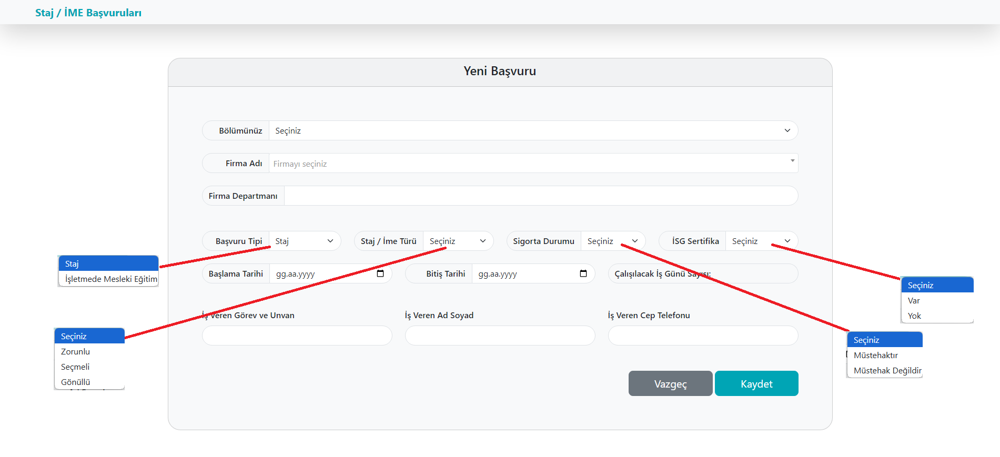 Staj / İME Başvuruları
Yeni Başvuru
Bölümünüz Seçiniz
Firma Adı Firmayı seçiniz
Firma Departmanı
Başvuru Tipi Staj Staj / İme Türü Seçiniz Sigorta Durumu Seçiniz İSG Sertifika Seçiniz
Başlama Tarihi gg.aa.yyyy Bitiş Tarihi gg.aa.yyyy Çalışılacak İş Günü Sayısı:
İş Veren Görev ve Unvan İş Veren Ad Soyad İş Veren Cep Telefonu
Vazgeç Kaydet
Staj
İşletmede Mesleki Eğitim
Seçiniz
Zorunlu
Seçmeli
Gönüllü
Seçiniz
Var
Yok
Seçiniz
Müstehaktır
Müstehak Değildir